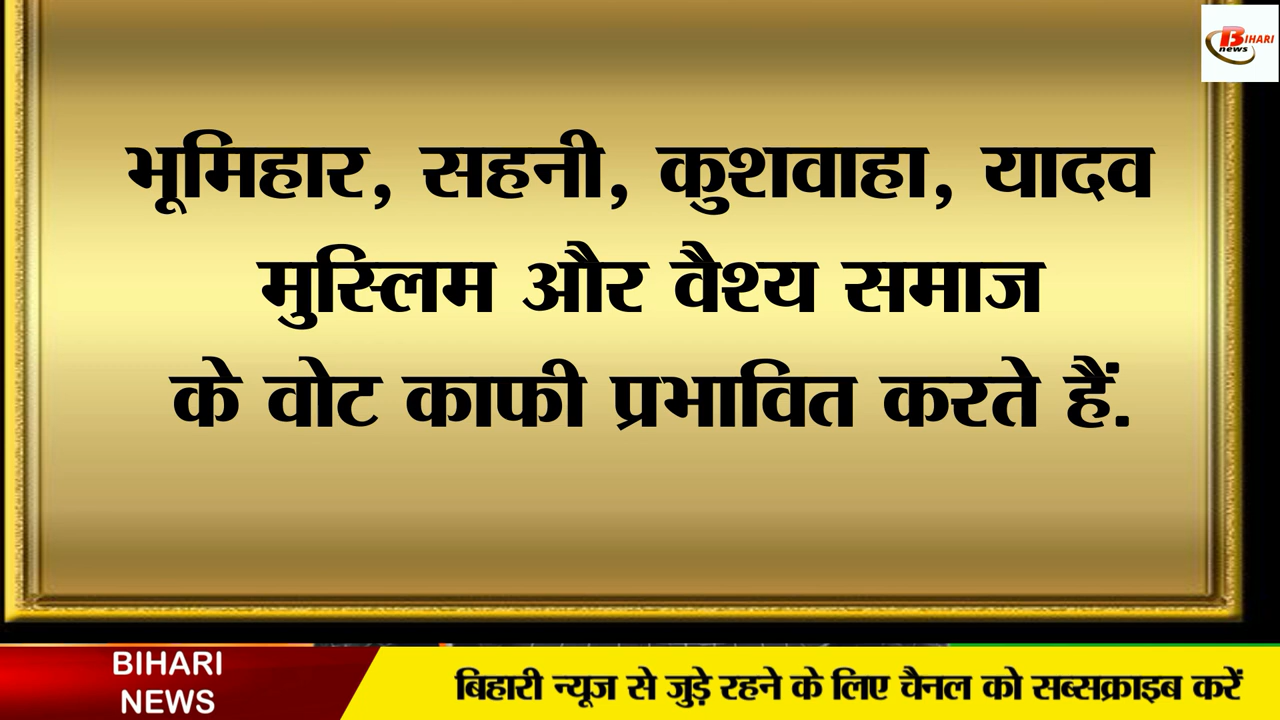 BIHARI
news
भूमिहार, सहनी, कुशवाहा, यादव
मुस्लिम और वैश्य समाज
के वोट काफी प्रभावित करते हैं.
BIHARI
NEWS
बिहारी न्यूज से जुड़े रहने के लिए चैनल को सब्सक्राइब करें